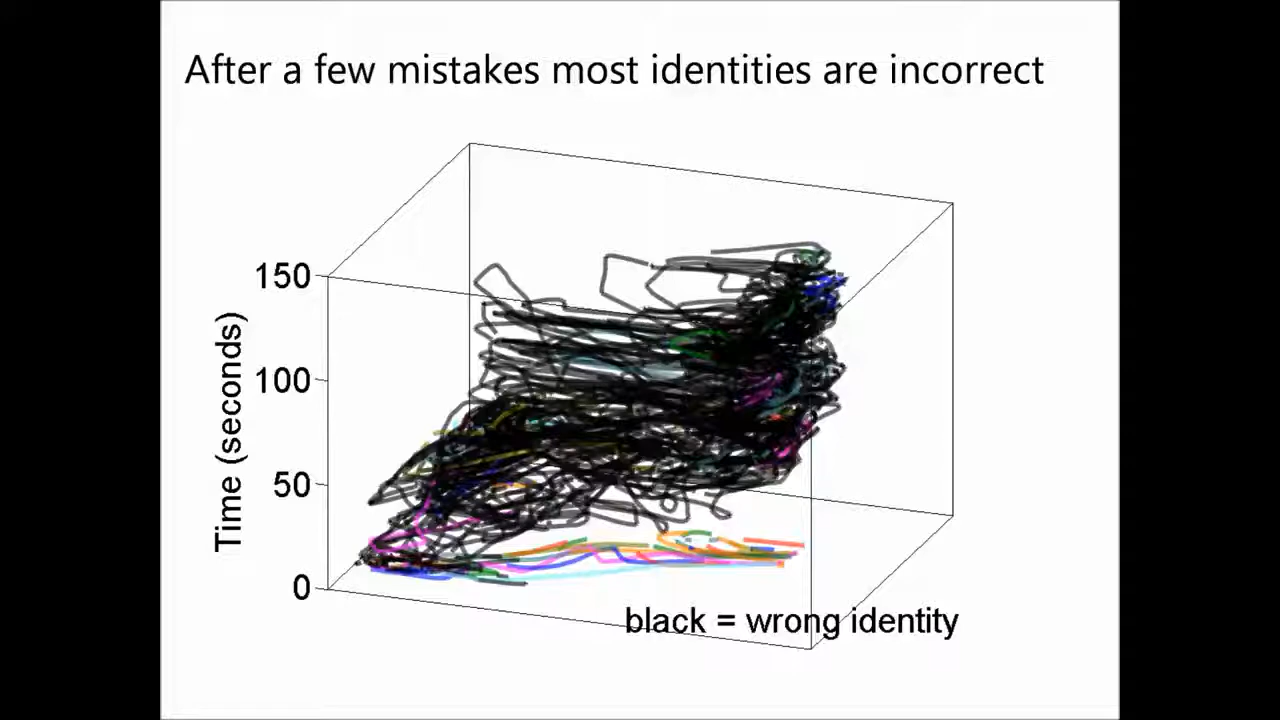 After a few mistakes most identities are incorrect
150
100
50
0
Time (seconds)
black = wrong identity